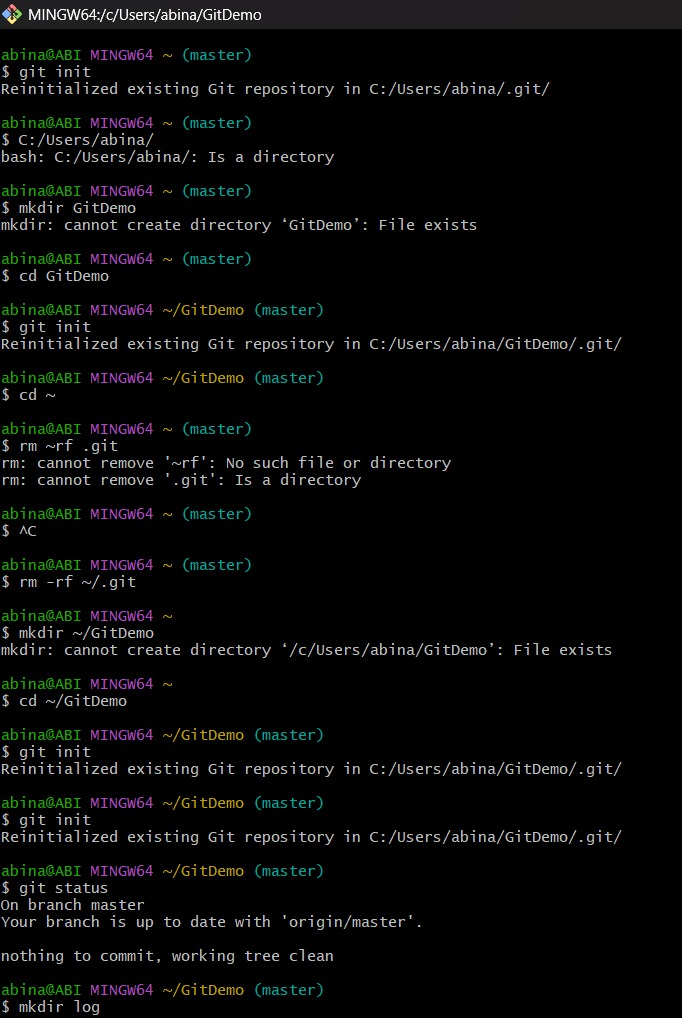 MINGW64:/c/Users/abina/GitDemo
abina@ABI MINGW64 ~ (master)
$ git init
Reinitialized existing Git repository in C:/Users/abina/.git/
abina@ABI MINGW64 ~ (master)
$ C:/Users/abina/
bash: C:/Users/abina/: Is a directory
abina@ABI MINGW64 ~ (master)
$ mkdir GitDemo
mkdir: cannot create directory ‘GitDemo’: File exists
abina@ABI MINGW64 ~ (master)
$ cd GitDemo
abina@ABI MINGW64 ~/GitDemo (master)
$ git init
Reinitialized existing Git repository in C:/Users/abina/GitDemo/.git/
abina@ABI MINGW64 ~/GitDemo (master)
$ cd ~
abina@ABI MINGW64 ~ (master)
$ rm ~rf .git
rm: cannot remove '~rf': No such file or directory
rm: cannot remove '.git': Is a directory
abina@ABI MINGW64 ~ (master)
$ ^C
abina@ABI MINGW64 ~ (master)
$ rm -rf ~/.git
abina@ABI MINGW64 ~
$ mkdir ~/GitDemo
mkdir: cannot create directory ‘/c/Users/abina/GitDemo’: File exists
abina@ABI MINGW64 ~
$ cd ~/GitDemo
abina@ABI MINGW64 ~/GitDemo (master)
$ git init
Reinitialized existing Git repository in C:/Users/abina/GitDemo/.git/
abina@ABI MINGW64 ~/GitDemo (master)
$ git init
Reinitialized existing Git repository in C:/Users/abina/GitDemo/.git/
abina@ABI MINGW64 ~/GitDemo (master)
$ git status
On branch master
Your branch is up to date with 'origin/master'.
nothing to commit, working tree clean
abina@ABI MINGW64 ~/GitDemo (master)
$ mkdir log